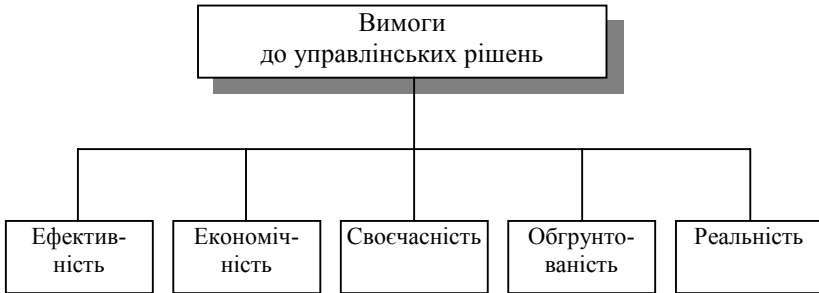 Вимоги
до управлінських рішень
Ефектив-
ність
Економіч-
ність
Своєчасність
Обгрунто-
ваність
Реальність